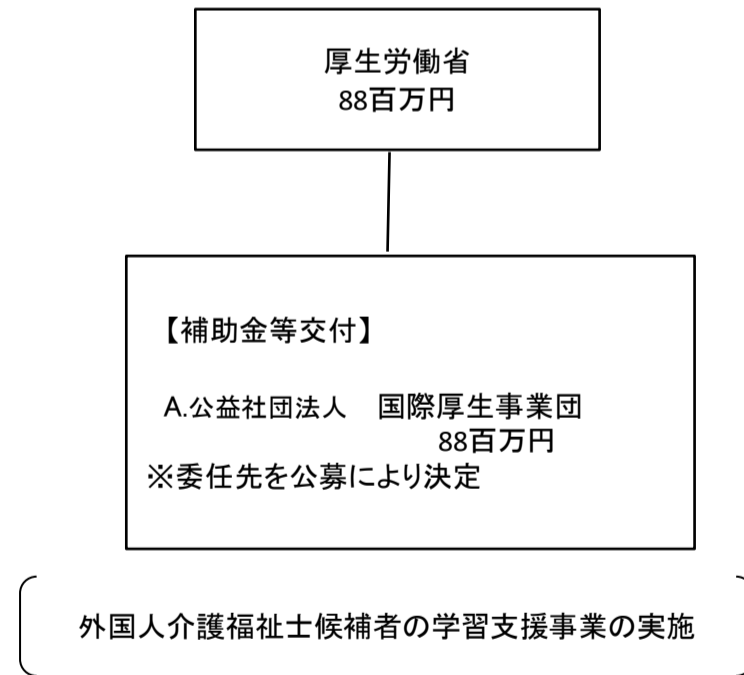 厚生労働省
88百万円
【補助金等交付】
A.公益社団法人　国際厚生事業団
88百万円
※委任先を公募により決定
外国人介護福祉士候補者の学習支援事業の実施